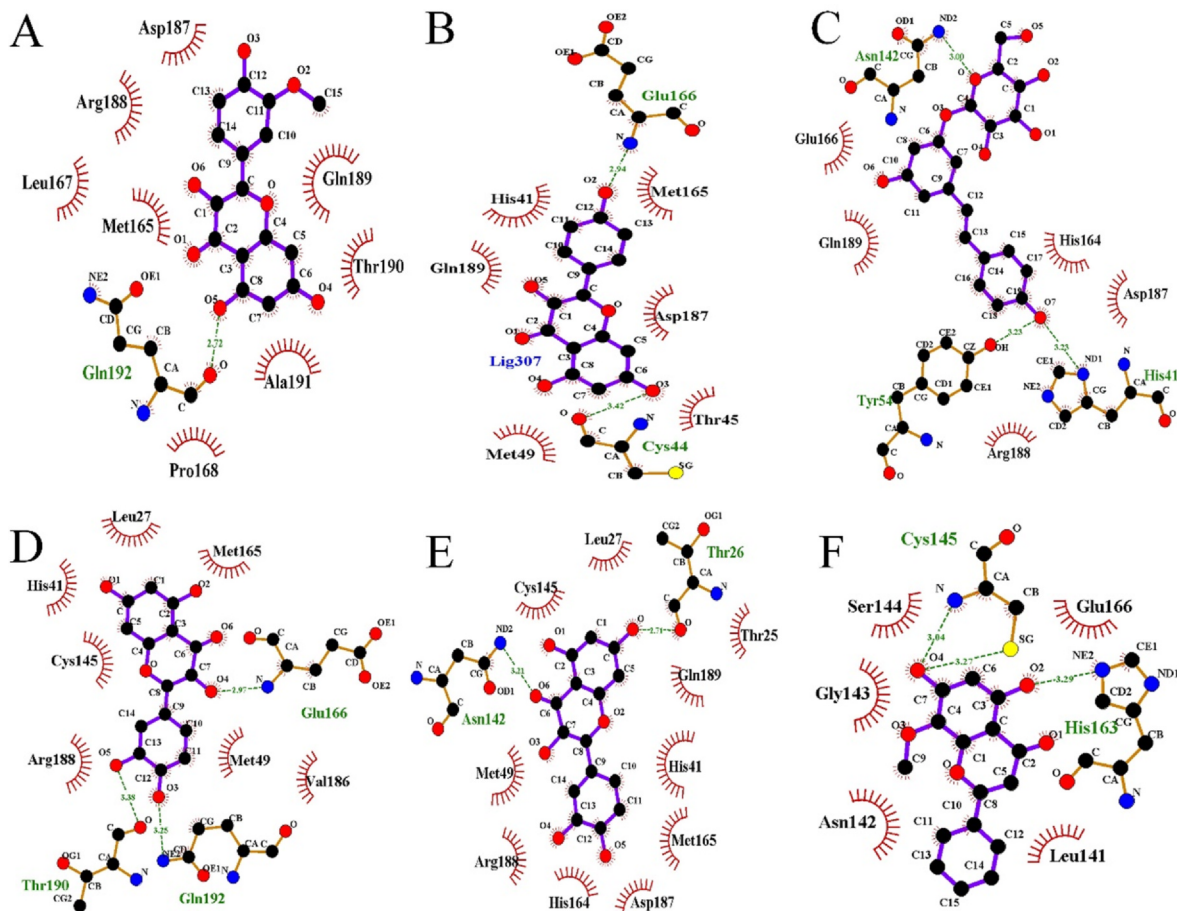 A
Asp187
Arg188
Leu167
Met165
Gln189
Thr190
Ala191
Pro168
Gln192
O3
C12
O2
C13
C11
C15
C14
C10
C9
O6
C
O
C1
C4
O1
C2
C5
C3
C6
C8
O4
O5
C7
NE2
OE1
CD
CG
CB
CA
O
C
N
2.72
B
OE2
CD
OE1
CG
CB
Glu166
CA
C
O
N
2.94
O2
His41
Met165
C12
C11
C13
C10
C14
Gln189
C9
O5
C
O
C1
Asp187
C2
C4
O1
C5
Lig307
C3
C8
C6
O4
C7
O3
3.42
O
N
C
Thr45
CA
Cys44
Met49
CB
SG
C
OD1
ND2
C5
O5
Asn142
CG
3.00
C
CB
O
C2
O2
O
CA
C4
C
N
O3
C1
C6
C3
O1
Glu166
C8
C7
O4
C10
O6
C9
C12
C11
C13
C15
His164
Gln189
C14
C17
C16
Asp187
C18
O7
3.23
3.23
CE2
OH
CD2
CZ
CE1
ND1
N
CB
CD1
CE1
NE2
CG
CA
His41
Tyr54
CG
CD2
CB
C
O
CA
N
C
Arg188
O
D
Leu27
Met165
His41
O1
C1
O2
C
C2
C5
C3
O6
C4
C6
Cys145
O
C7
O4
C8
C9
2.97
C
CG
OE1
O
CA
CD
N
CB
OE2
Glu166
C14
C10
C13
C11
Arg188
O5
C12
Met49
Val186
O3
3.38
3.25
O
CG
CB
O
C
CD
CA
C
OG1
CA
NE2
N
OE1
N
CB
Thr190
CG2
Gln192
E
OG1
CG2
Leu27
Thr26
CB
CA
Cys145
C
N
C1
O
2.71
O
Thr25
ND2
O1
C
CB
C2
C5
N
CA
CG
3.21
C3
Gln189
O6
C4
C
OD1
C6
O2
Asn142
O
C7
O3
C8
C9
C10
Met49
His41
C14
C13
C11
Met165
O4
C12
O5
Arg188
His164
Asp187
F
Cys145
O
C
CA
N
CB
Ser144
Glu166
3.04
SG
3.27
O4
CE1
O2
NE2
C6
3.29
ND1
Gly143
C7
C3
CD2
C4
C
CG
O3
O1
His163
CB
C1
C2
C9
O
C5
C
CA
C8
O
C10
N
Asn142
C11
C12
Leu141
C13
C14
C15